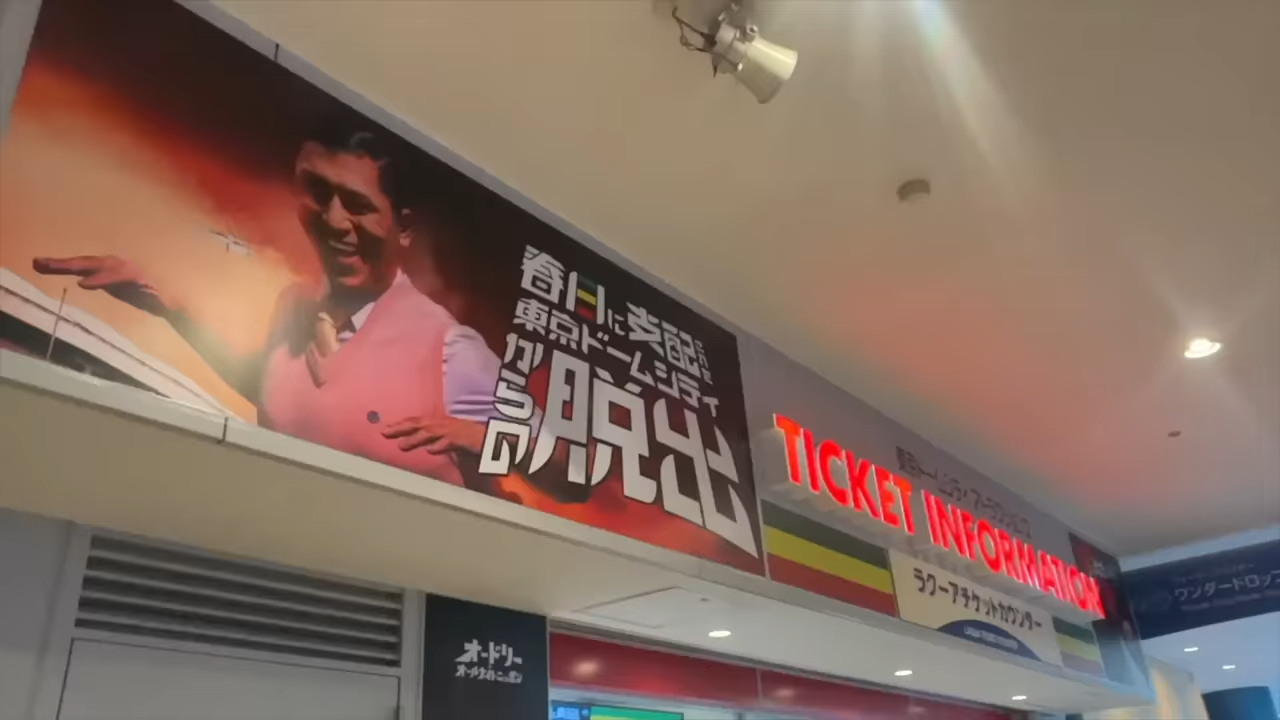 春日に支配された
東京ドームシティ
からの
脱出
TICKET INFORMATION
ラクーアチケットカウンター
オードリー
オールナイトニッポン
ワンダードロップ